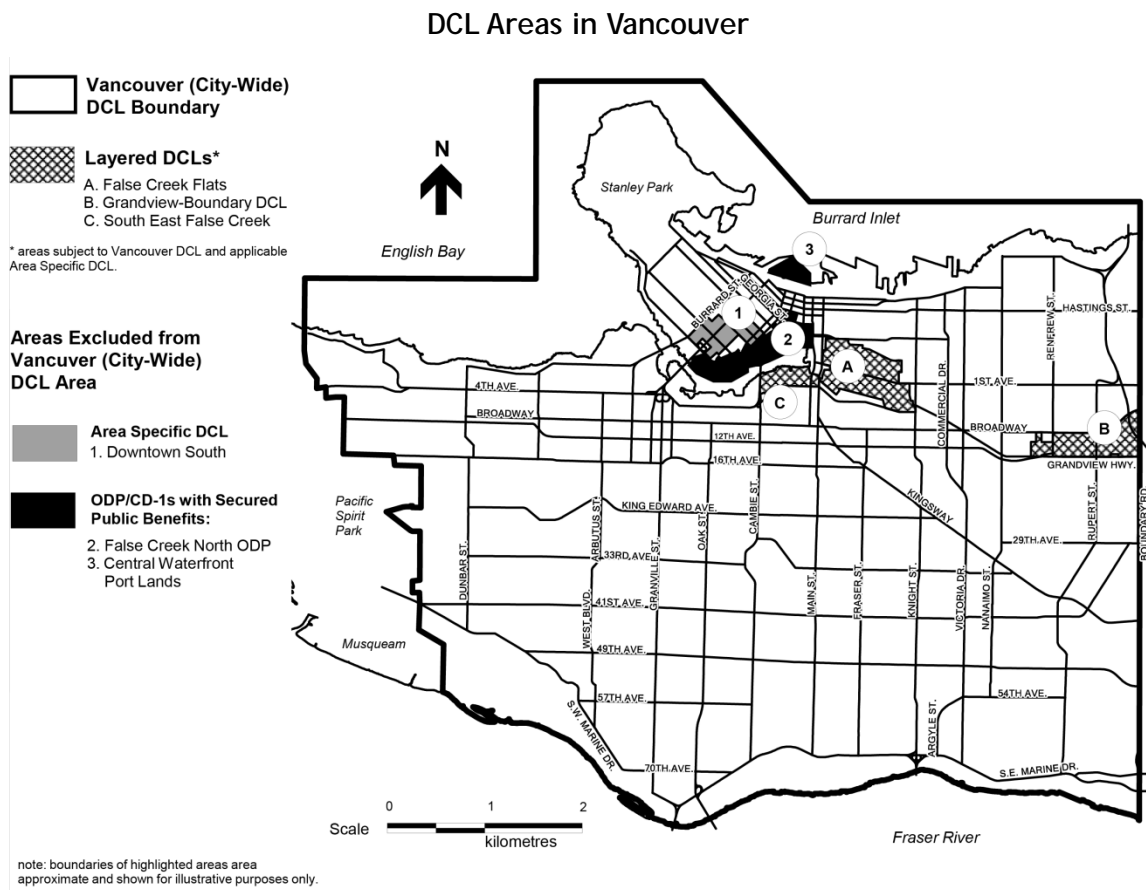 DCL Areas in Vancouver
Vancouver (City-Wide)
DCL Boundary
Layered DCLs*
A. False Creek Flats
B. Grandview-Boundary DCL
C. South East False Creek
* areas subject to Vancouver DCL and applicable
Area Specific DCL.
Areas Excluded from
Vancuver (City-Wide)
DCL Area
Area Specific DCL
1. Downtown South
ODP/CD-1s with Secured
Public Benefits:
2. False Creek North ODP
3. Central Waterfront
Port Lands
N
Stanley Park
English Bay
Burrard Inlet
3
BURRARD ST.
GEORGIA ST.
1
2
HASTINGS ST.
RENFREW ST.
A
4TH AVE.
1ST AVE.
C
COMMERCIAL DR.
BROADWAY
BROADWAY
B
12TH AVE.
16TH AVE.
GRANDVIEW HWY.
Pacific
Spirit
Park
KING EDWARD AVE.
KINGSWAY
ARBUTUS ST.
OAK ST.
CAMBIE ST.
RUPERT ST.
BOUNDARY RD.
29TH AVE.
33RD AVE.
DUNBAR ST.
GRANVILLE ST.
MAIN ST.
FRASER ST.
KNIGHT ST.
VICTORIA DR.
NANAIMO ST.
41ST AVE.
WEST BLVD.
Musqueam
49TH AVE.
57TH AVE.
54TH AVE.
S.W. MARINE DR.
ARGYLE ST.
70TH AVE.
S.E. MARINE DR.
0 1 2
Scale
kilometres
Fraser River
note: boundaries of highlighted areas area
approximate and shown for illustrative purposes only.